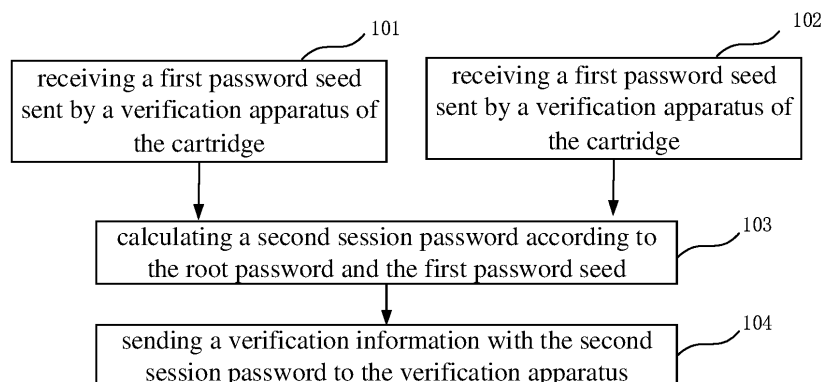 101
102
receiving a first password seed
sent by a verification apparatus of
the cartridge
receiving a first password seed
sent by a verification apparatus of
the cartridge
calculating a second session password according to
the root password and the first password seed
103
sending a verification information with the second
session password to the verification apparatus
104